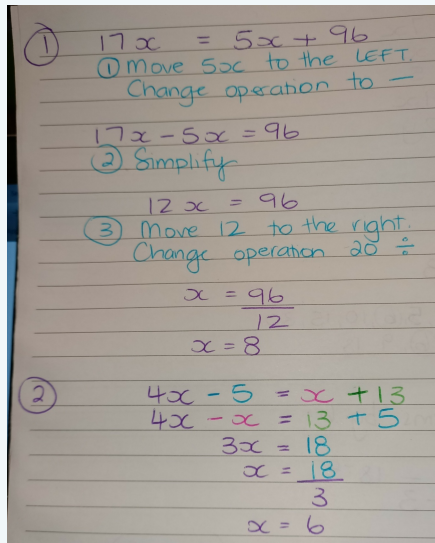 ① 17x = 5x + 96
① Move 5x to the LEFT.
Change operation to −
17x − 5x = 96
② Simplify
12x = 96
③ Move 12 to the right.
Change operation 20 ÷
x = 96
12
x = 8
② 4x − 5 = x + 13
4x − x = 13 + 5
3x = 18
x = 18
3
x = 6